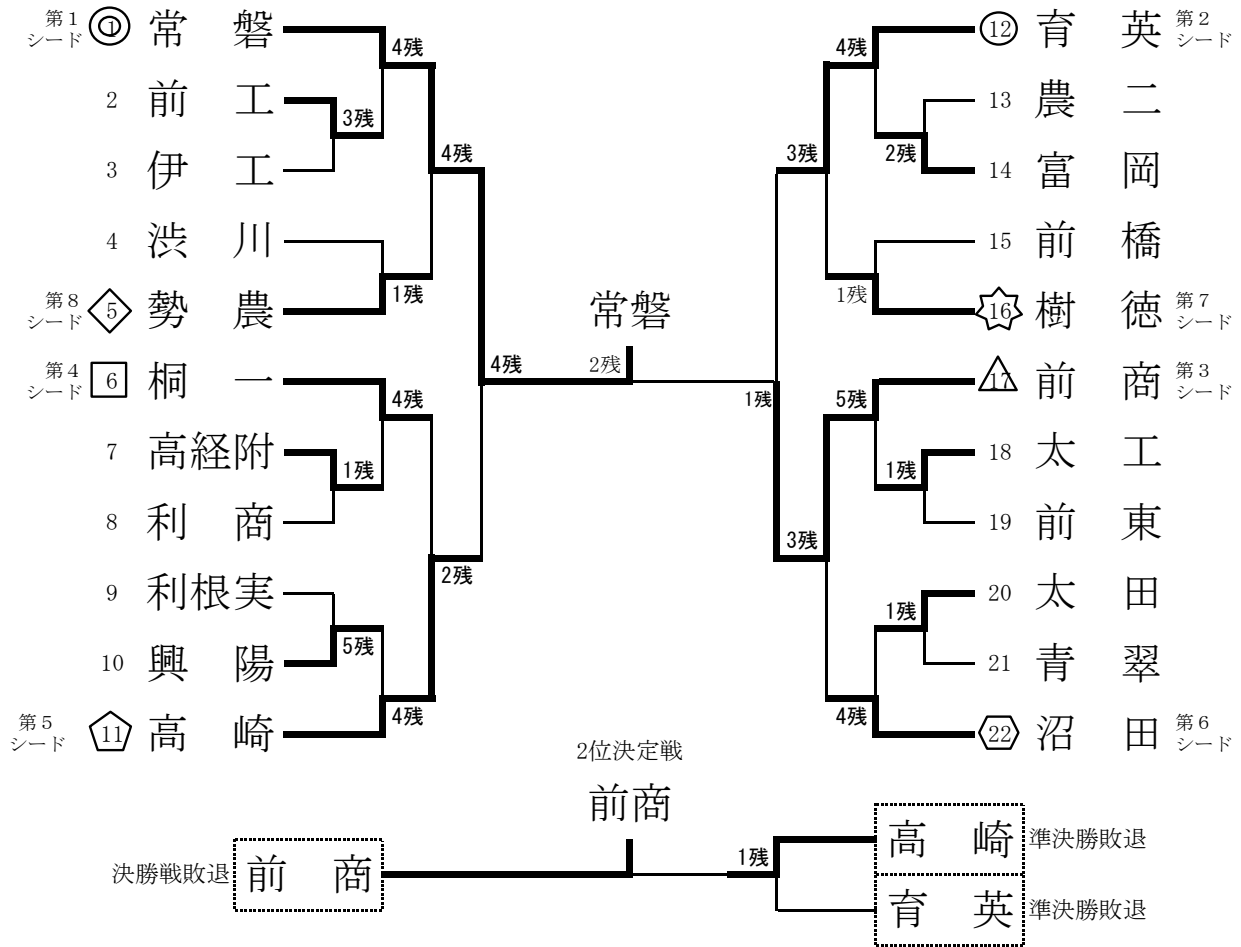 第1
シード
① 常 磐
2 前 工
3 伊 工
4 渋 川
第8
シード
5 勢 農
第4
シード
6 桐 一
7 高経附
8 利 商
9 利根実
10 興 陽
第5
シード
11 高 崎
4残
3残
4残
1残
4残
4残
1残
2残
5残
4残
常磐
2残
4残
3残
2残
1残
1残
5残
1残
3残
1残
4残
12 育 英
第2
シード
13 農 二
14 富 岡
15 前 橋
16 樹 徳
第7
シード
17 前 商
第3
シード
18 太 工
19 前 東
20 太 田
21 青 翠
22 沼 田
第6
シード
2位決定戦
前商
決勝戦敗退
前 商
1残
高 崎
準決勝敗退
育 英
準決勝敗退